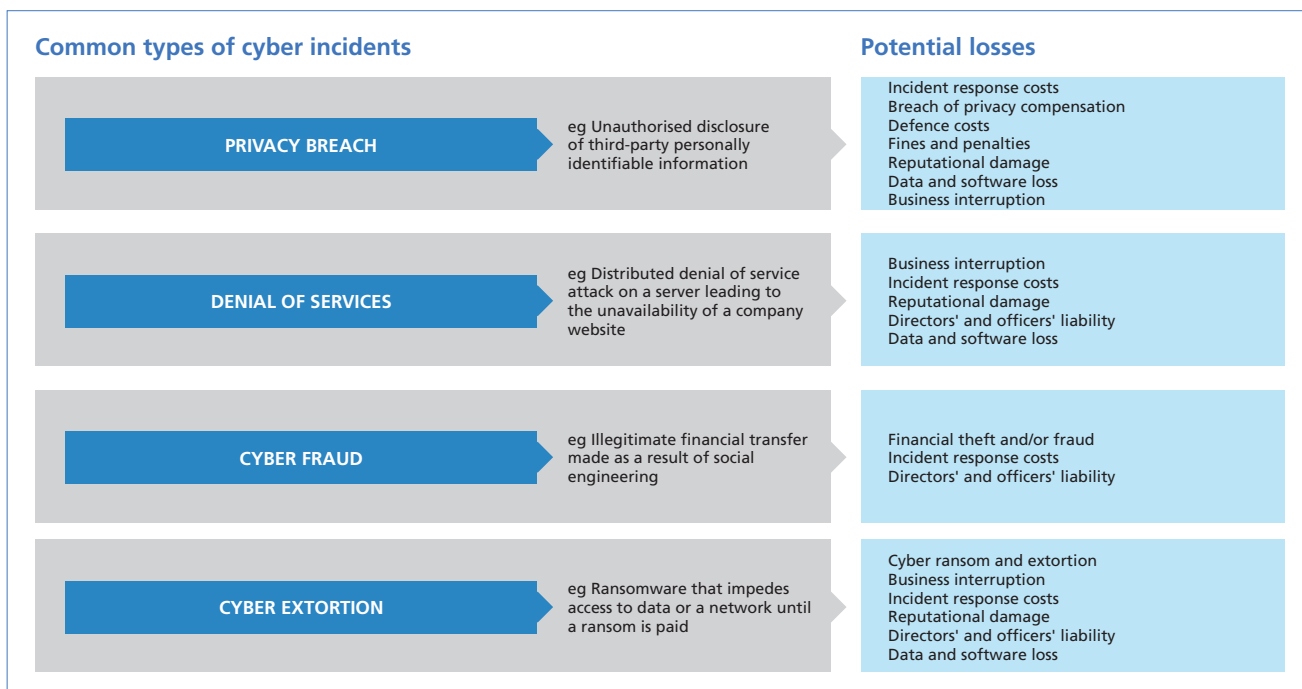 Common types of cyber incidents
Potential losses
PRIVACY BREACH
eg Unauthorised disclosure
of third-party personally
identifiable information
Incident response costs
Breach of privacy compensation
Defence costs
Fines and penalties
Reputational damage
Data and software loss
Business interruption
DENIAL OF SERVICES
eg Distributed denial of service
attack on a server leading to
the unavailability of a company
website
Business interruption
Incident response costs
Reputational damage
Directors' and officers' liability
Data and software loss
CYBER FRAUD
eg Illegitimate financial transfer
made as a result of social
engineering
Financial theft and/or fraud
Incident response costs
Directors' and officers' liability
CYBER EXTORTION
eg Ransomware that impedes
access to data or a network until
a ransom is paid
Cyber ransom and extortion
Business interruption
Incident response costs
Reputational damage
Directors' and officers' liability
Data and software loss